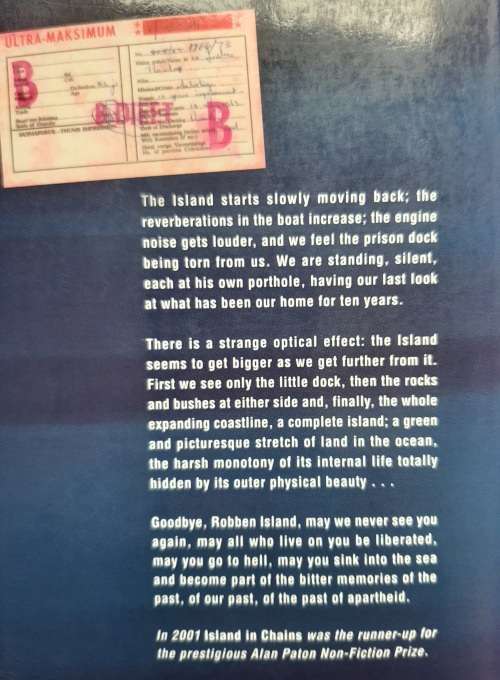 ULTRA-MAKSIMUM
B
B
The Island starts slowly moving back; the
reverberations in the boat increase; the engine
noise gets louder, and we feel the prison dock
being torn from us. We are standing, silent,
each at his own porthole, having our last look
at what has been our home for ten years.
There is a strange optical effect: the Island
seems to get bigger as we get further from it.
First we see only the little dock, then the rocks
and bushes at either side and, finally, the whole
expanding coastline, a complete island; a green
and picturesque stretch of land in the ocean,
the harsh monotony of its internal life totally
hidden by its outer physical beauty . . .
Goodbye, Robben Island, may we never see you
again, may all who live on you be liberated,
may you go to hell, may you sink into the sea
and become part of the bitter memories of the
past, of our past, of the past of apartheid.
In 2001 Island in Chains was the runner-up for
the prestigious Alan Paton Non-Fiction Prize.